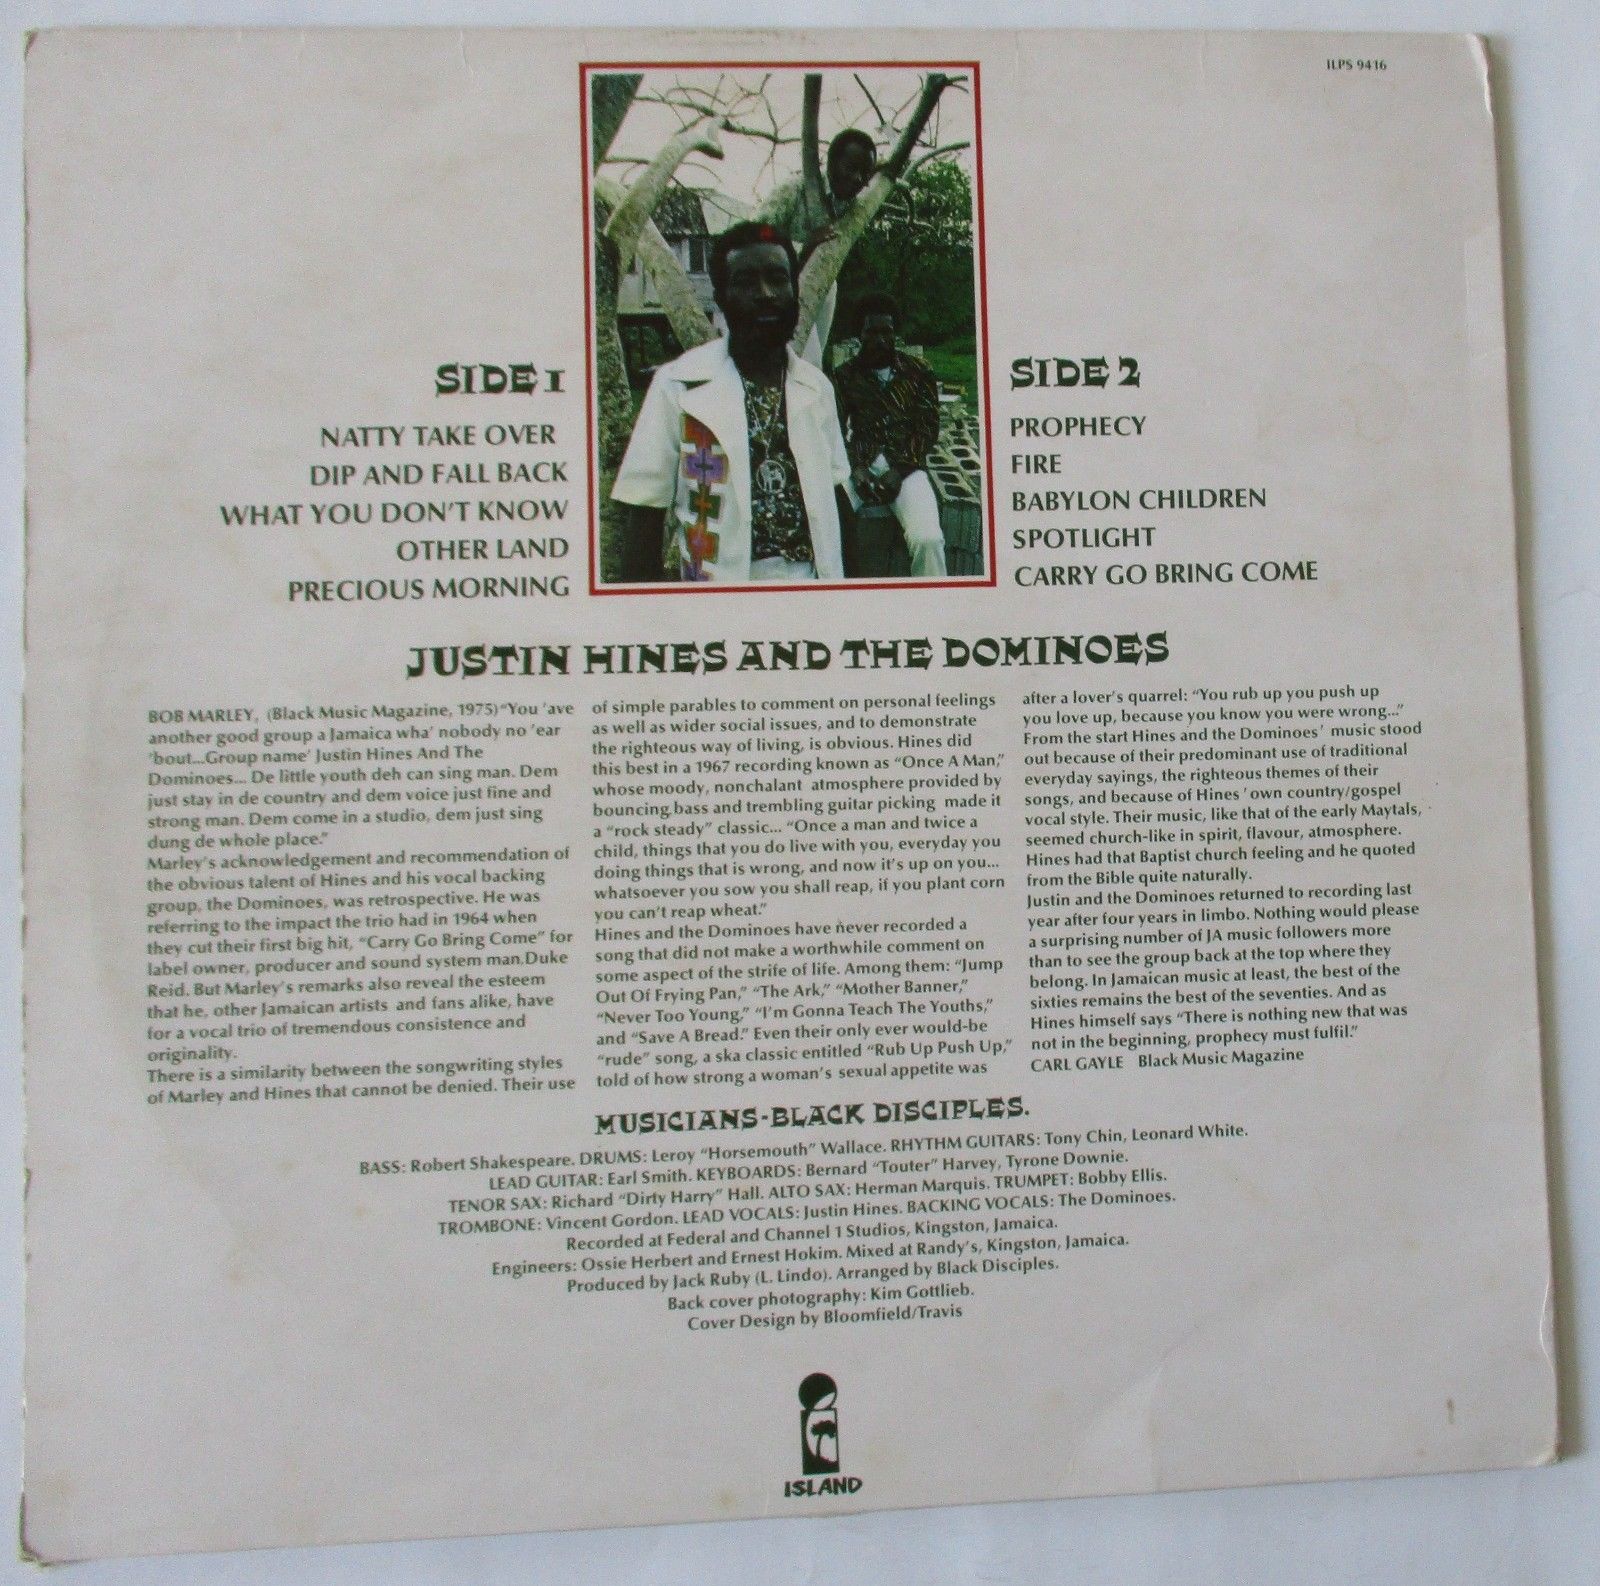 ILPS 9416
SIDE 1
NATTY TAKE OVER
DIP AND FALL BACK
WHAT YOU DON'T KNOW
OTHER LAND
PRECIOUS MORNING
SIDE 2
PROPHECY
FIRE
BABYLON CHILDREN
SPOTLIGHT
CARRY GO BRING COME
JUSTIN HINES AND THE DOMINOES
BOB MARLEY, (Black Music Magazine, 1975) "You 'ave
another good group a Jamaica wha' nobody no 'ear
'bout...Group name' Justin Hines And The
Dominoes... De little youth deh can sing man. Dem
just stay in de country and dem voice just fine and
strong man. Dem come in a studio, dem just sing
dung de whole place."
Marley's acknowledgement and recommendation of
the obvious talent of Hines and his vocal backing
group, the Dominoes, was retrospective. He was
referring to the impact the trio had in 1964 when
they cut their first big hit, "Carry Go Bring Come" for
label owner, producer and sound system man,Duke
Reid. But Marley's remarks also reveal the esteem
that he, other Jamaican artists and fans alike, have
for a vocal trio of tremendous consistence and
originality.
There is a similarity between the songwriting styles
of Marley and Hines that cannot be denied. Their use
of simple parables to comment on personal feelings
as well as wider social issues, and to demonstrate
the righteous way of living, is obvious. Hines did
this best in a 1967 recording known as "Once A Man,"
whose moody, nonchalant atmosphere provided by
bouncing bass and trembling guitar picking made it
a "rock steady" classic... "Once a man and twice a
child, things that you do live with you, everyday you
doing things that is wrong, and now it's up on you...
whatsoever you sow you shall reap, if you plant corn
you can't reap wheat."
Hines and the Dominoes have never recorded a
song that did not make a worthwhile comment on
some aspect of the strife of life. Among them: "Jump
Out Of Frying Pan," "The Ark," "Mother Banner,"
"Never Too Young," "I'm Gonna Teach The Youths,"
and "Save A Bread." Even their only ever would-be
"rude" song, a ska classic entitled "Rub Up Push Up,"
told of how strong a woman's sexual appetite was
after a lover's quarrel: "You rub up you push up
you love up, because you know you were wrong..."
From the start Hines and the Dominoes' music stood
out because of their predominant use of traditional
everyday sayings, the righteous themes of their
songs, and because of Hines' own country/gospel
vocal style. Their music, like that of the early Maytals,
seemed church-like in spirit, flavour, atmosphere.
Hines had that Baptist church feeling and he quoted
from the Bible quite naturally.
Justin and the Dominoes returned to recording last
year after four years in limbo. Nothing would please
a surprising number of JA music followers more
than to see the group back at the top where they
belong. In Jamaican music at least, the best of the
sixties remains the best of the seventies. And as
Hines himself says "There is nothing new that was
not in the beginning, prophecy must fulfil."
CARL GAYLE Black Music Magazine
MUSICIANS-BLACK DISCIPLES.
BASS: Robert Shakespeare. DRUMS: Leroy "Horsemouth" Wallace. RHYTHM GUITARS: Tony Chin, Leonard White.
LEAD GUITAR: Earl Smith. KEYBOARDS: Bernard "Touter" Harvey, Tyrone Downie.
TENOR SAX: Richard "Dirty Harry" Hall. ALTO SAX: Herman Marquis. TRUMPET: Bobby Ellis.
TROMBONE: Vincent Gordon. LEAD VOCALS: Justin Hines. BACKING VOCALS: The Dominoes.
Recorded at Federal and Channel 1 Studios, Kingston, Jamaica.
Engineers: Ossie Herbert and Ernest Hokim. Mixed at Randy's, Kingston, Jamaica.
Produced by Jack Ruby (L. Lindo). Arranged by Black Disciples.
Back cover photography: Kim Gottlieb.
Cover Design by Bloomfield/Travis
ISLAND